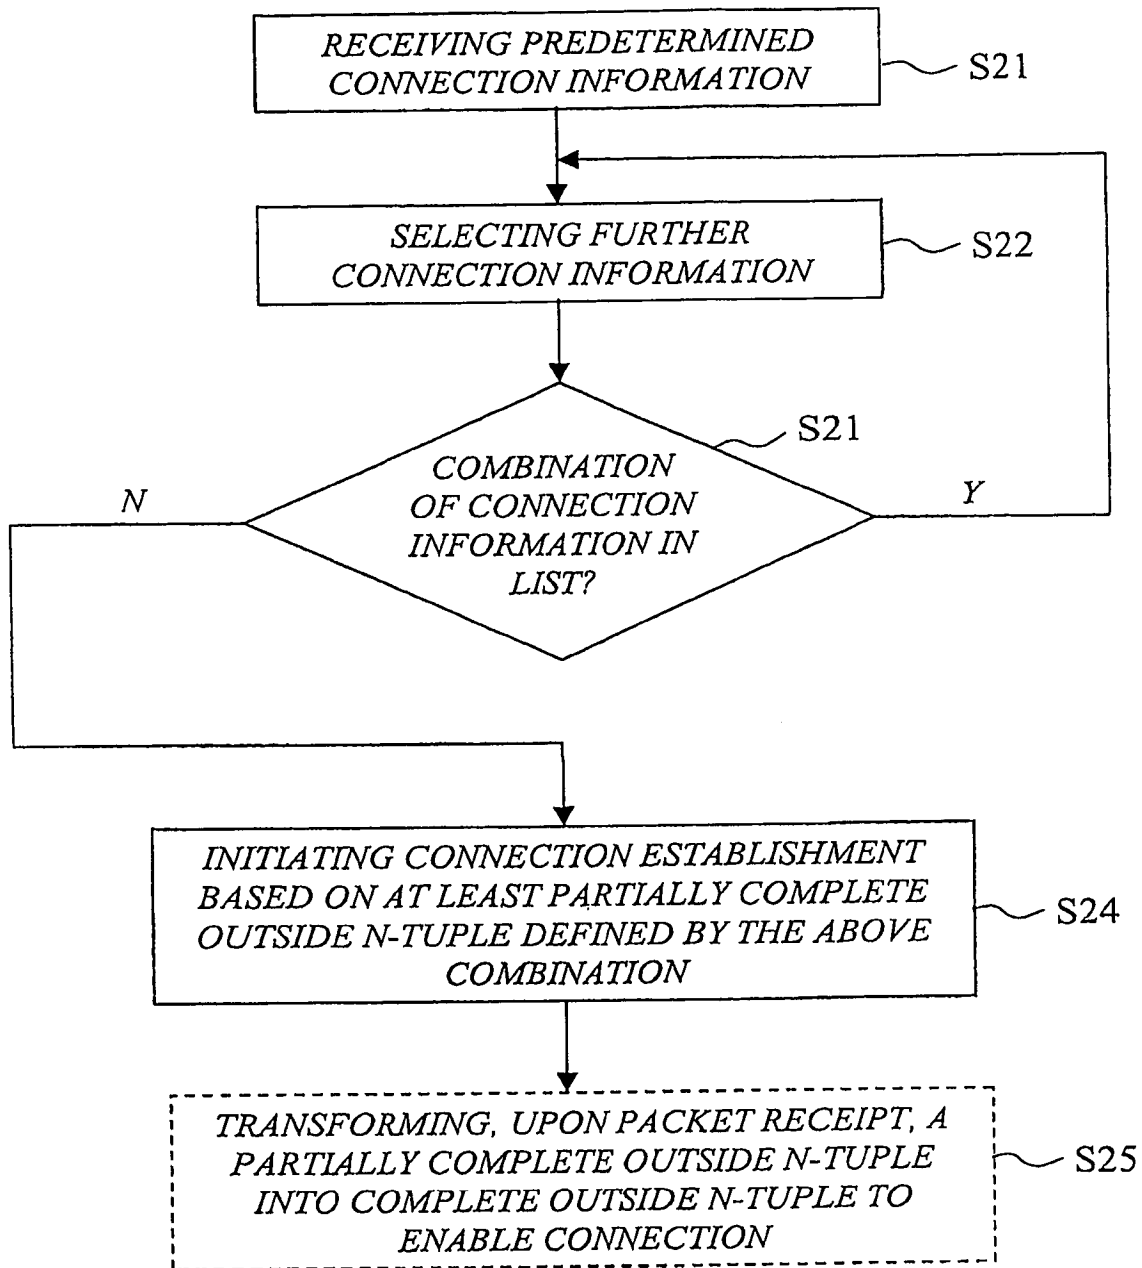 RECEIVING PREDETERMINED
CONNECTION INFORMATION
S21
SELECTING FURTHER
CONNECTION INFORMATION
S22
S21
COMBINATION
OF CONNECTION
INFORMATION IN
LIST?
N
Y
INITIATING CONNECTION ESTABLISHMENT
BASED ON AT LEAST PARTIALLY COMPLETE
OUTSIDE N-TUPLE DEFINED BY THE ABOVE
COMBINATION
S24
TRANSFORMING, UPON PACKET RECEIPT, A
PARTIALLY COMPLETE OUTSIDE N-TUPLE
INTO COMPLETE OUTSIDE N-TUPLE TO
ENABLE CONNECTION
S25